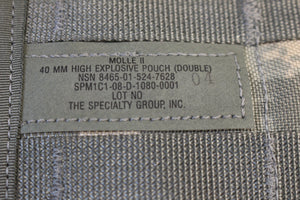 MOLLE II
40 MM HIGH EXPLOSIVE POUCH (DOUBLE)
NSN 8465-01-524-7628
SPM1C1-08-D-1080-0001
LOT NO 04
THE SPECIALTY GROUP, INC.